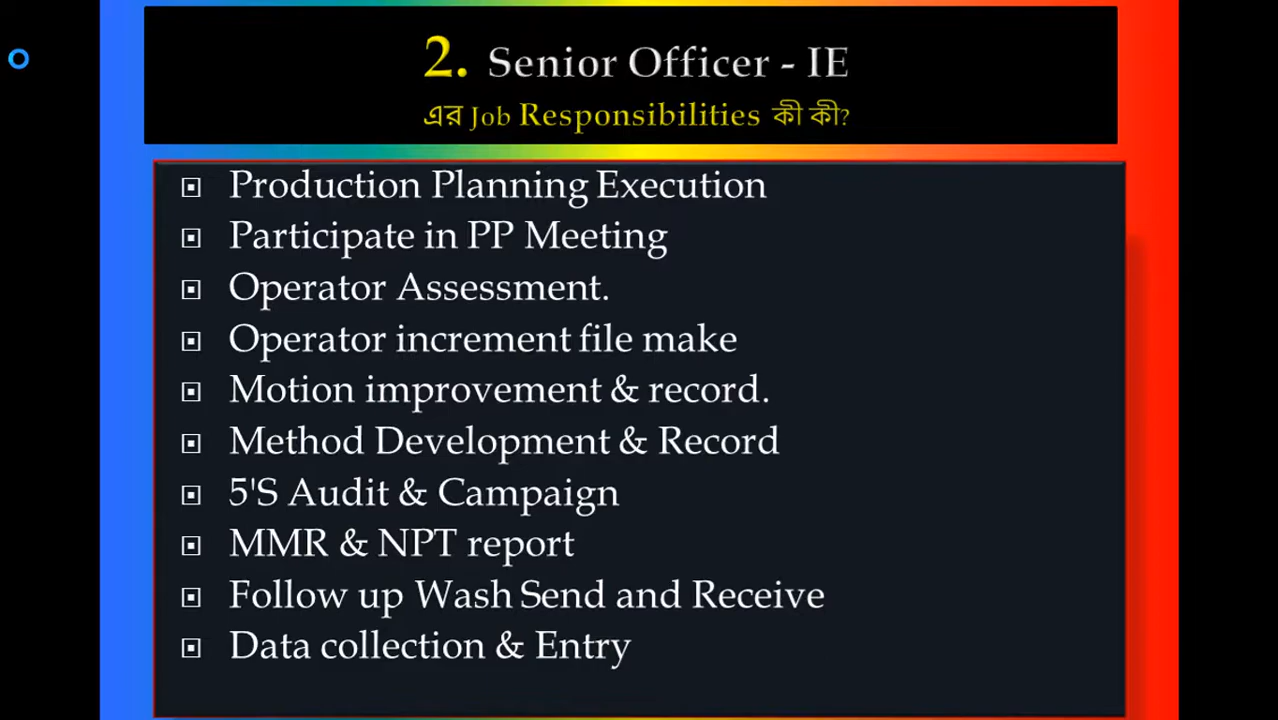 2. Senior Officer - IE
এর Job Responsibilities কী কী?
Production Planning Execution
Participate in PP Meeting
Operator Assessment.
Operator increment file make
Motion improvement & record.
Method Development & Record
5'S Audit & Campaign
MMR & NPT report
Follow up Wash Send and Receive
Data collection & Entry